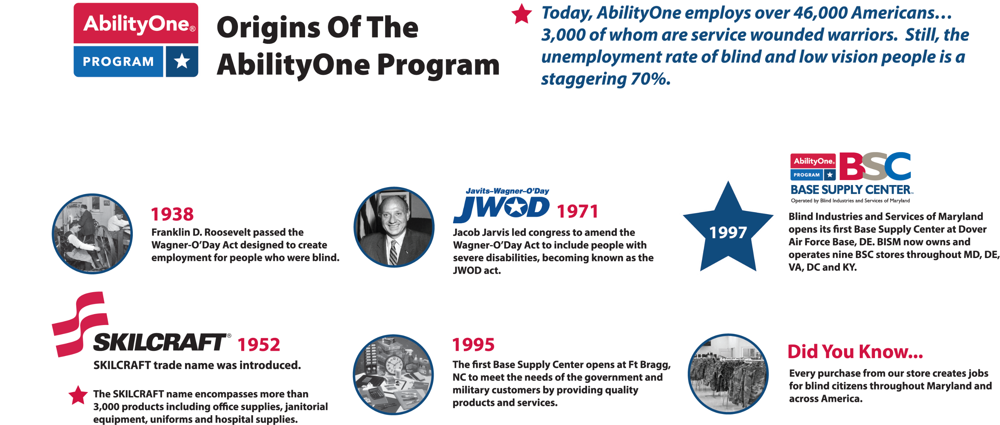 AbilityOne®
PROGRAM
Origins Of The
AbilityOne Program
Today, AbilityOne employs over 46,000 Americans…
3,000 of whom are service wounded warriors. Still, the
unemployment rate of blind and low vision people is a
staggering 70%.
1938
Franklin D. Roosevelt passed the
Wagner-O’Day Act designed to create
employment for people who were blind.
SKILCRAFT® 1952
SKILCRAFT trade name was introduced.
The SKILCRAFT name encompasses more than
3,000 products including office supplies, janitorial
equipment, uniforms and hospital supplies.
Javits–Wagner–O’Day
JWOD 1971
Jacob Jarvis led congress to amend the
Wagner-O’Day Act to include people with
severe disabilities, becoming known as the
JWOD act.
1995
The first Base Supply Center opens at Ft Bragg,
NC to meet the needs of the government and
military customers by providing quality
products and services.
1997
AbilityOne®
PROGRAM
BSC
BASE SUPPLY CENTER™
Operated by Blind Industries and Services of Maryland
Blind Industries and Services of Maryland
opens its first Base Supply Center at Dover
Air Force Base, DE. BISM now owns and
operates nine BSC stores throughout MD, DE,
VA, DC and KY.
Did You Know...
Every purchase from our store creates jobs
for blind citizens throughout Maryland and
across America.